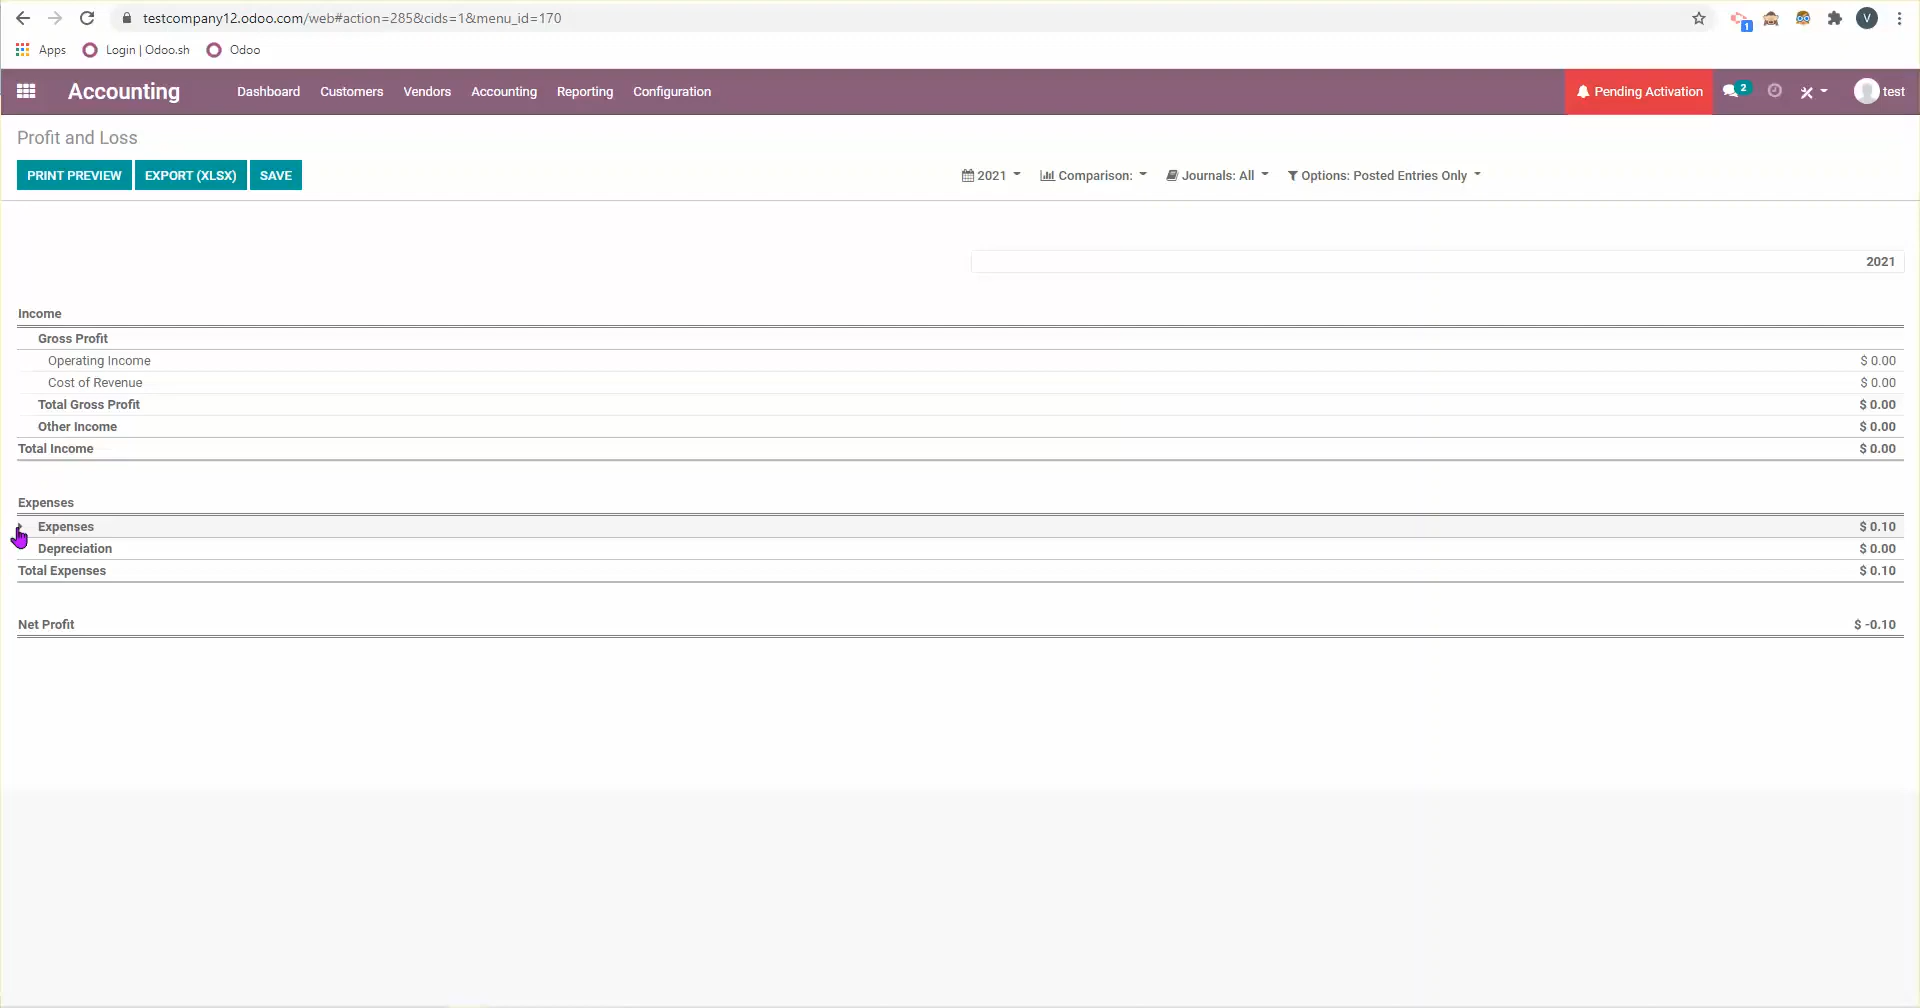 testcompany12.odoo.com/web#action=285&cids=1&menu_id=170
1
V
Apps
Login | Odoo.sh
Odoo
Accounting
Dashboard
Customers
Vendors
Accounting
Reporting
Configuration
Pending Activation
2
test
Profit and Loss
PRINT PREVIEW
EXPORT (XLSX)
SAVE
2021
Comparison:
Journals: All
Options: Posted Entries Only
2021
Income
Gross Profit
Operating Income $ 0.00
Cost of Revenue $ 0.00
Total Gross Profit $ 0.00
Other Income $ 0.00
Total Income $ 0.00
Expenses
Expenses $ 0.10
Depreciation $ 0.00
Total Expenses $ 0.10
Net Profit $ -0.10